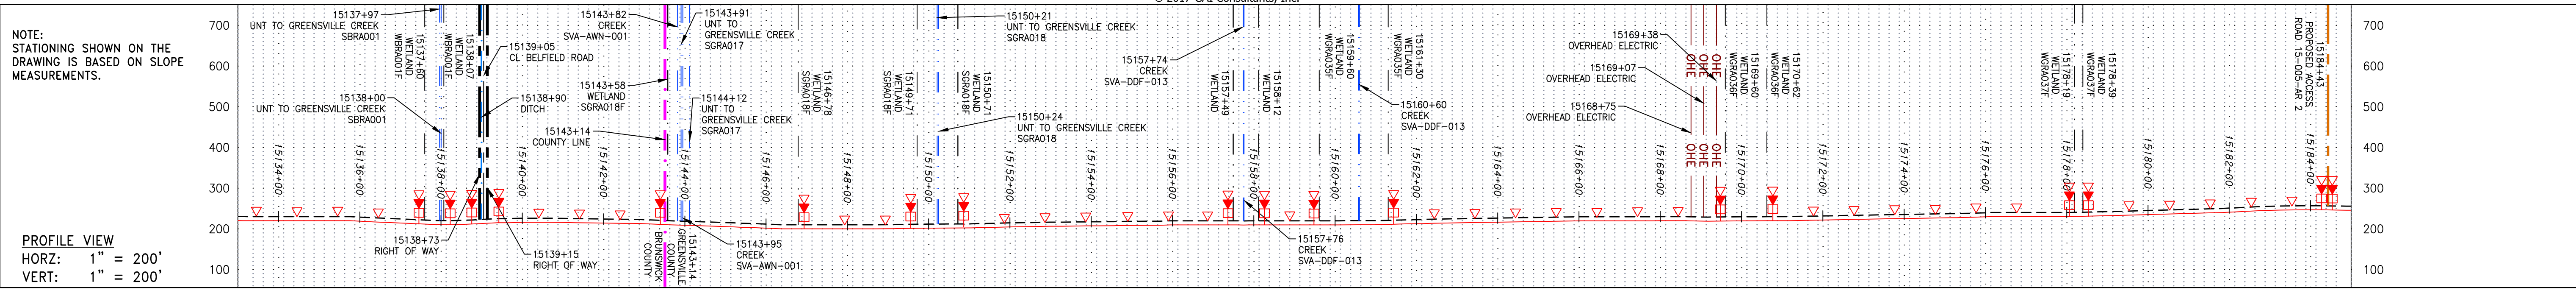 © 2017 GAI Consultants, Inc.
NOTE:
STATIONING SHOWN ON THE
DRAWING IS BASED ON SLOPE
MEASUREMENTS.
PROFILE VIEW
HORZ: 1" = 200'
VERT: 1" = 200'
700
600
500
400
300
200
100
15137+97
UNT TO GREENSVILLE CREEK
SBRA001
15138+00
UNT TO GREENSVILLE CREEK
SBRA001
15137+60
WETLAND
WBRA001F
15138+07
WETLAND
WBRA001F
15139+05
CL BELFIELD ROAD
15138+90
DITCH
15138+73
RIGHT OF WAY
15139+15
RIGHT OF WAY
15143+82
CREEK
SVA-AWN-001
15143+58
WETLAND
SGRA018F
15143+14
COUNTY LINE
15143+91
UNT TO
GREENSVILLE CREEK
SGRA017
15144+12
UNT TO
GREENSVILLE CREEK
SGRA017
15143+14
GREENSVILLE
COUNTY
BRUNSWICK
COUNTY
15143+95
CREEK
SVA-AWN-001
15146+78
WETLAND
SGRA018F
15149+71
WETLAND
SGRA018F
15150+21
UNT TO GREENSVILLE CREEK
SGRA018
15150+71
WETLAND
SGRA018F
15150+24
UNT TO GREENSVILLE CREEK
SGRA018
15157+74
CREEK
SVA-DDF-013
15157+49
WETLAND
15158+12
WETLAND
15157+76
CREEK
SVA-DDF-013
15159+60
WETLAND
WGRA035F
15161+30
WETLAND
WGRA035F
15160+60
CREEK
SVA-DDF-013
15169+38
OVERHEAD ELECTRIC
15169+07
OVERHEAD ELECTRIC
15168+75
OVERHEAD ELECTRIC
OHE
OHE
OHE
OHE
OHE
OHE
15169+60
WETLAND
WGRA036F
15170+62
WETLAND
WGRA036F
15178+19
WETLAND
WGRA037F
15178+39
WETLAND
WGRA037F
15184+43
PROPOSED ACCESS
ROAD 15-005-AR 2
15134+00
15136+00
15138+00
15140+00
15142+00
15144+00
15146+00
15148+00
15150+00
15152+00
15154+00
15156+00
15158+00
15160+00
15162+00
15164+00
15166+00
15168+00
15170+00
15172+00
15174+00
15176+00
15178+00
15180+00
15182+00
15184+00
700
600
500
400
300
200
100